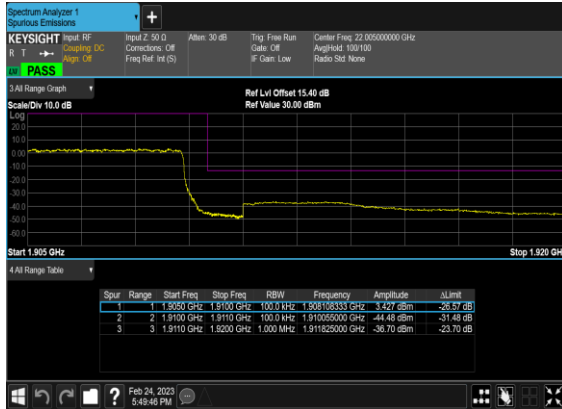 Spectrum Analyzer 1
Spurious Emissions
+
KEYSIGHT Input: RF Input Z: 50 Ω Atten: 30 dB Trig: Free Run Center Freq: 22.005000000 GHz
R T Coupling: DC Corrections: Off Gate: Off Avg|Hold: 100/100
Align: Off Freq Ref: Int (S) IF Gain: Low Radio Std: None
PASS
3 All Range Graph
Ref Lvl Offset 15.40 dB
Scale/Div 10.0 dB Ref Value 30.00 dBm
Log
20.0
10.0
0.00
-10.0
-20.0
-30.0
-40.0
-50.0
-60.0
Start 1.905 GHz Stop 1.920 GH
4 All Range Table
Spur Range Start Freq Stop Freq RBW Frequency Amplitude ΔLimit
1 1 1.9050 GHz 1.9100 GHz 100.0 kHz 1.908108333 GHz 3.427 dBm -26.57 dB
2 2 1.9100 GHz 1.9110 GHz 100.0 kHz 1.910055000 GHz -44.48 dBm -31.48 dB
3 3 1.9110 GHz 1.9200 GHz 1.000 MHz 1.911825000 GHz -36.70 dBm -23.70 dB
? Feb 24, 2023
5:49:46 PM